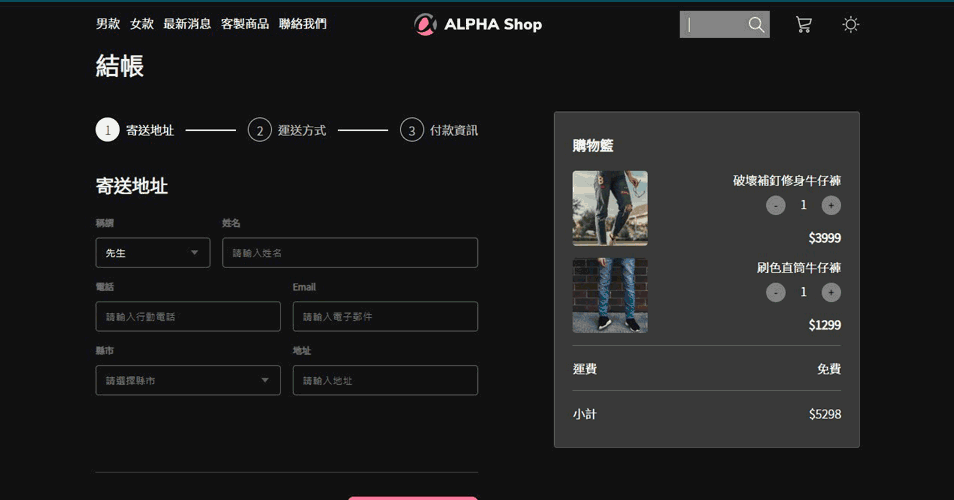 男款 女款 最新消息 客製商品 聯絡我們
ALPHA Shop
結帳
1 寄送地址
2 運送方式
3 付款資訊
寄送地址
稱謂
姓名
先生
請輸入姓名
電話
Email
請輸入行動電話
請輸入電子郵件
縣市
地址
請選擇縣市
請輸入地址
購物籃
破壞補釘修身牛仔褲
- 1 +
$3999
刷色直筒牛仔褲
- 1 +
$1299
運費 免費
小計 $5298